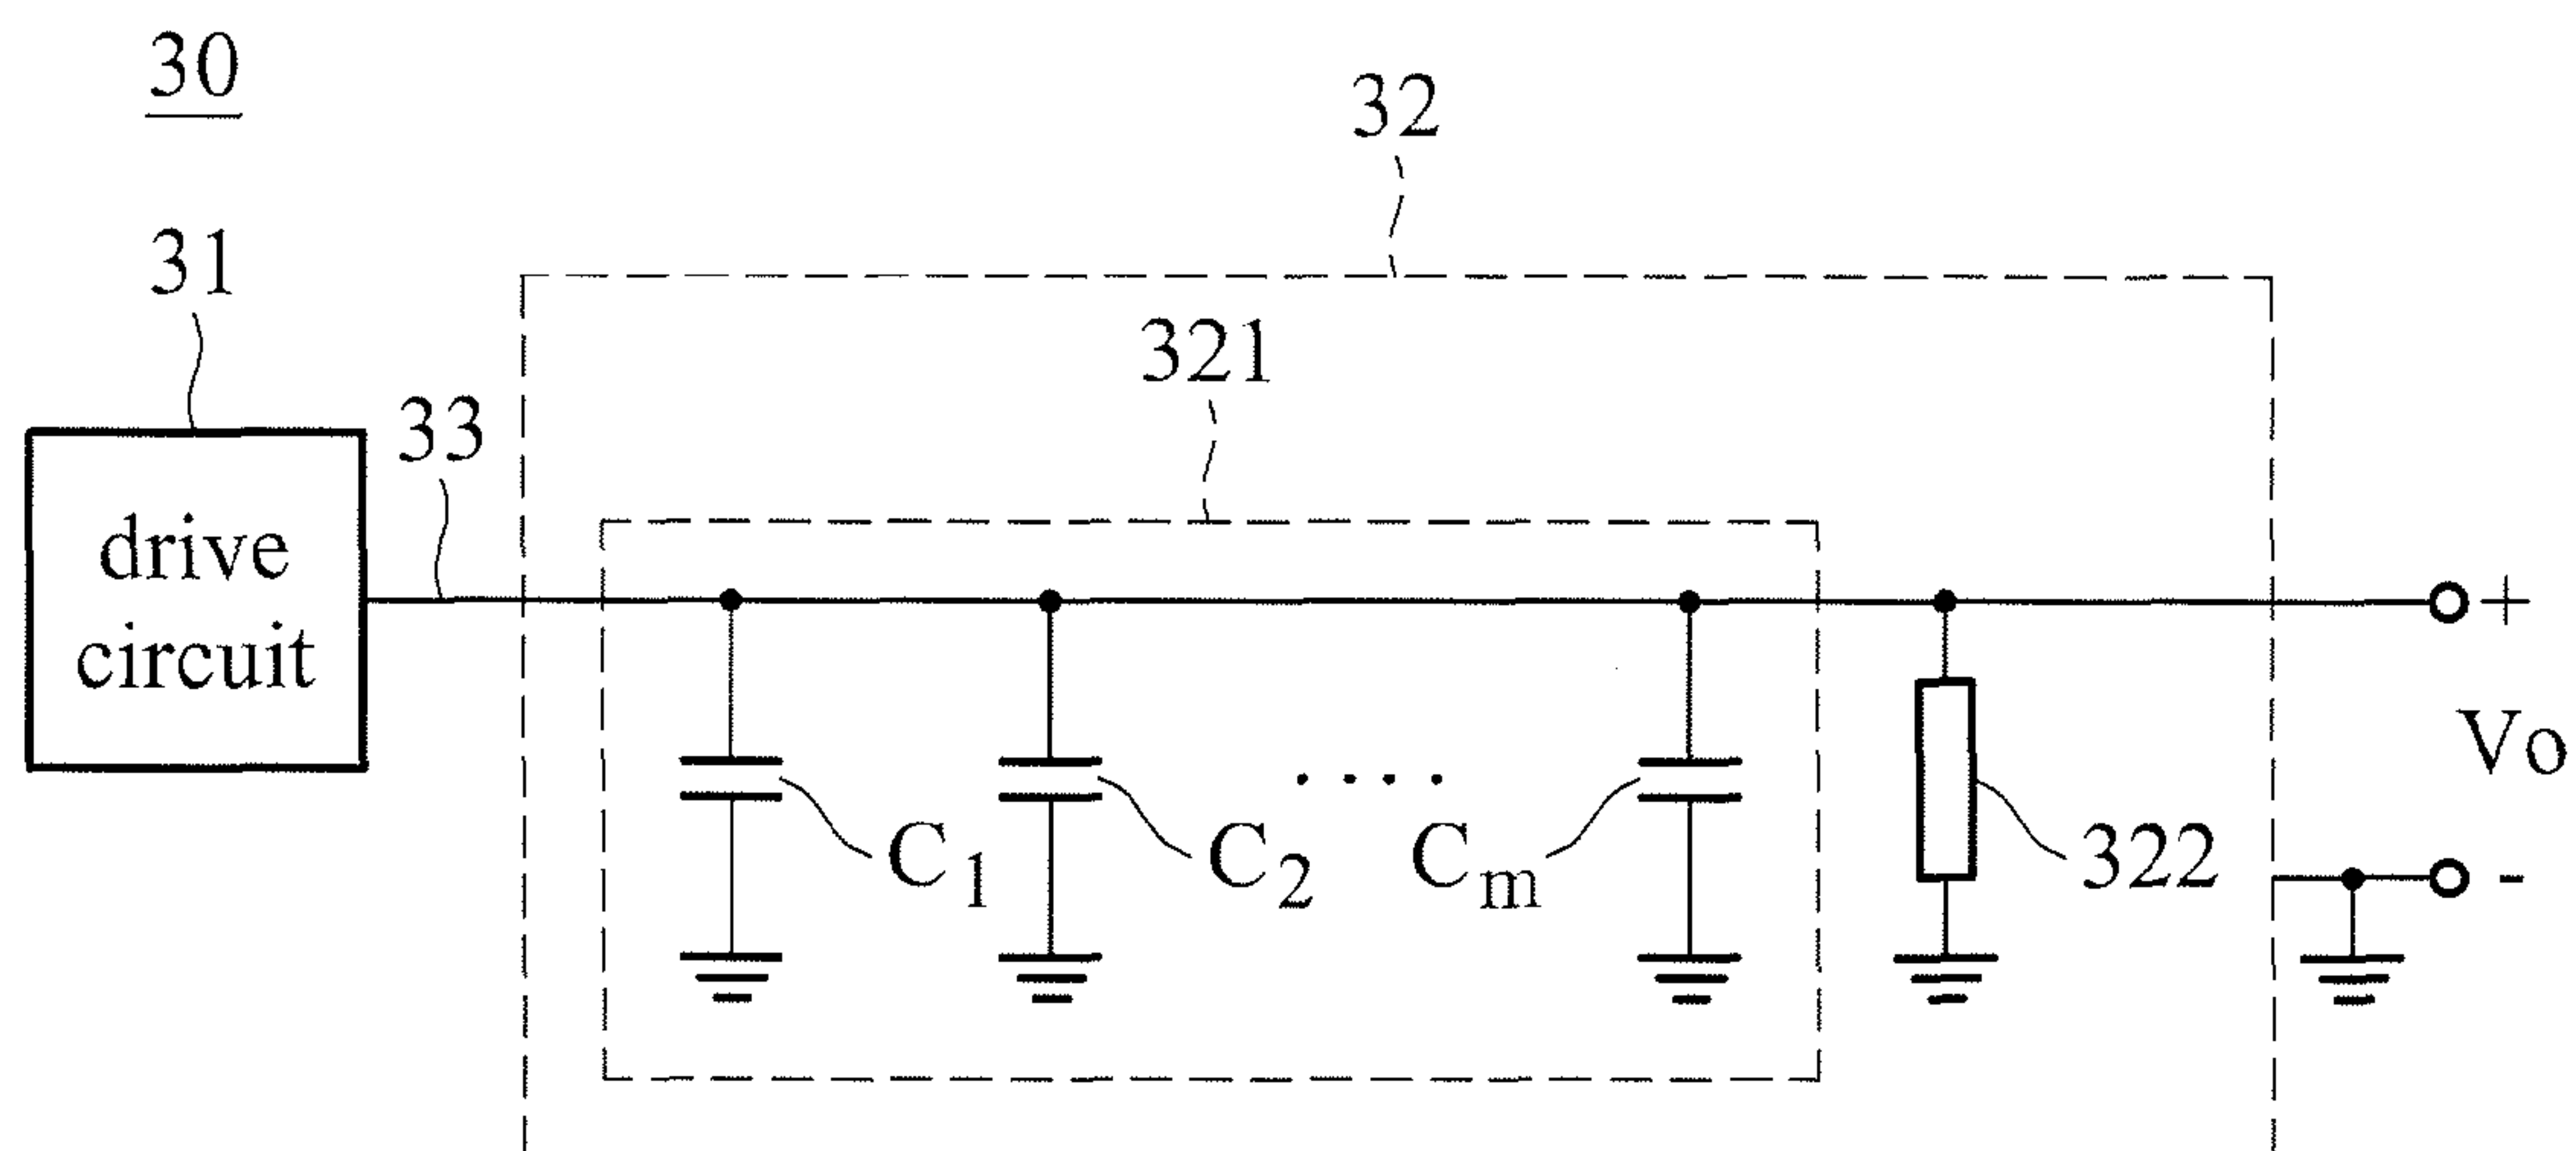 30
32
31
321
33
drive
circuit
+
Vo
C1
C2
. . . .
Cm
322
-